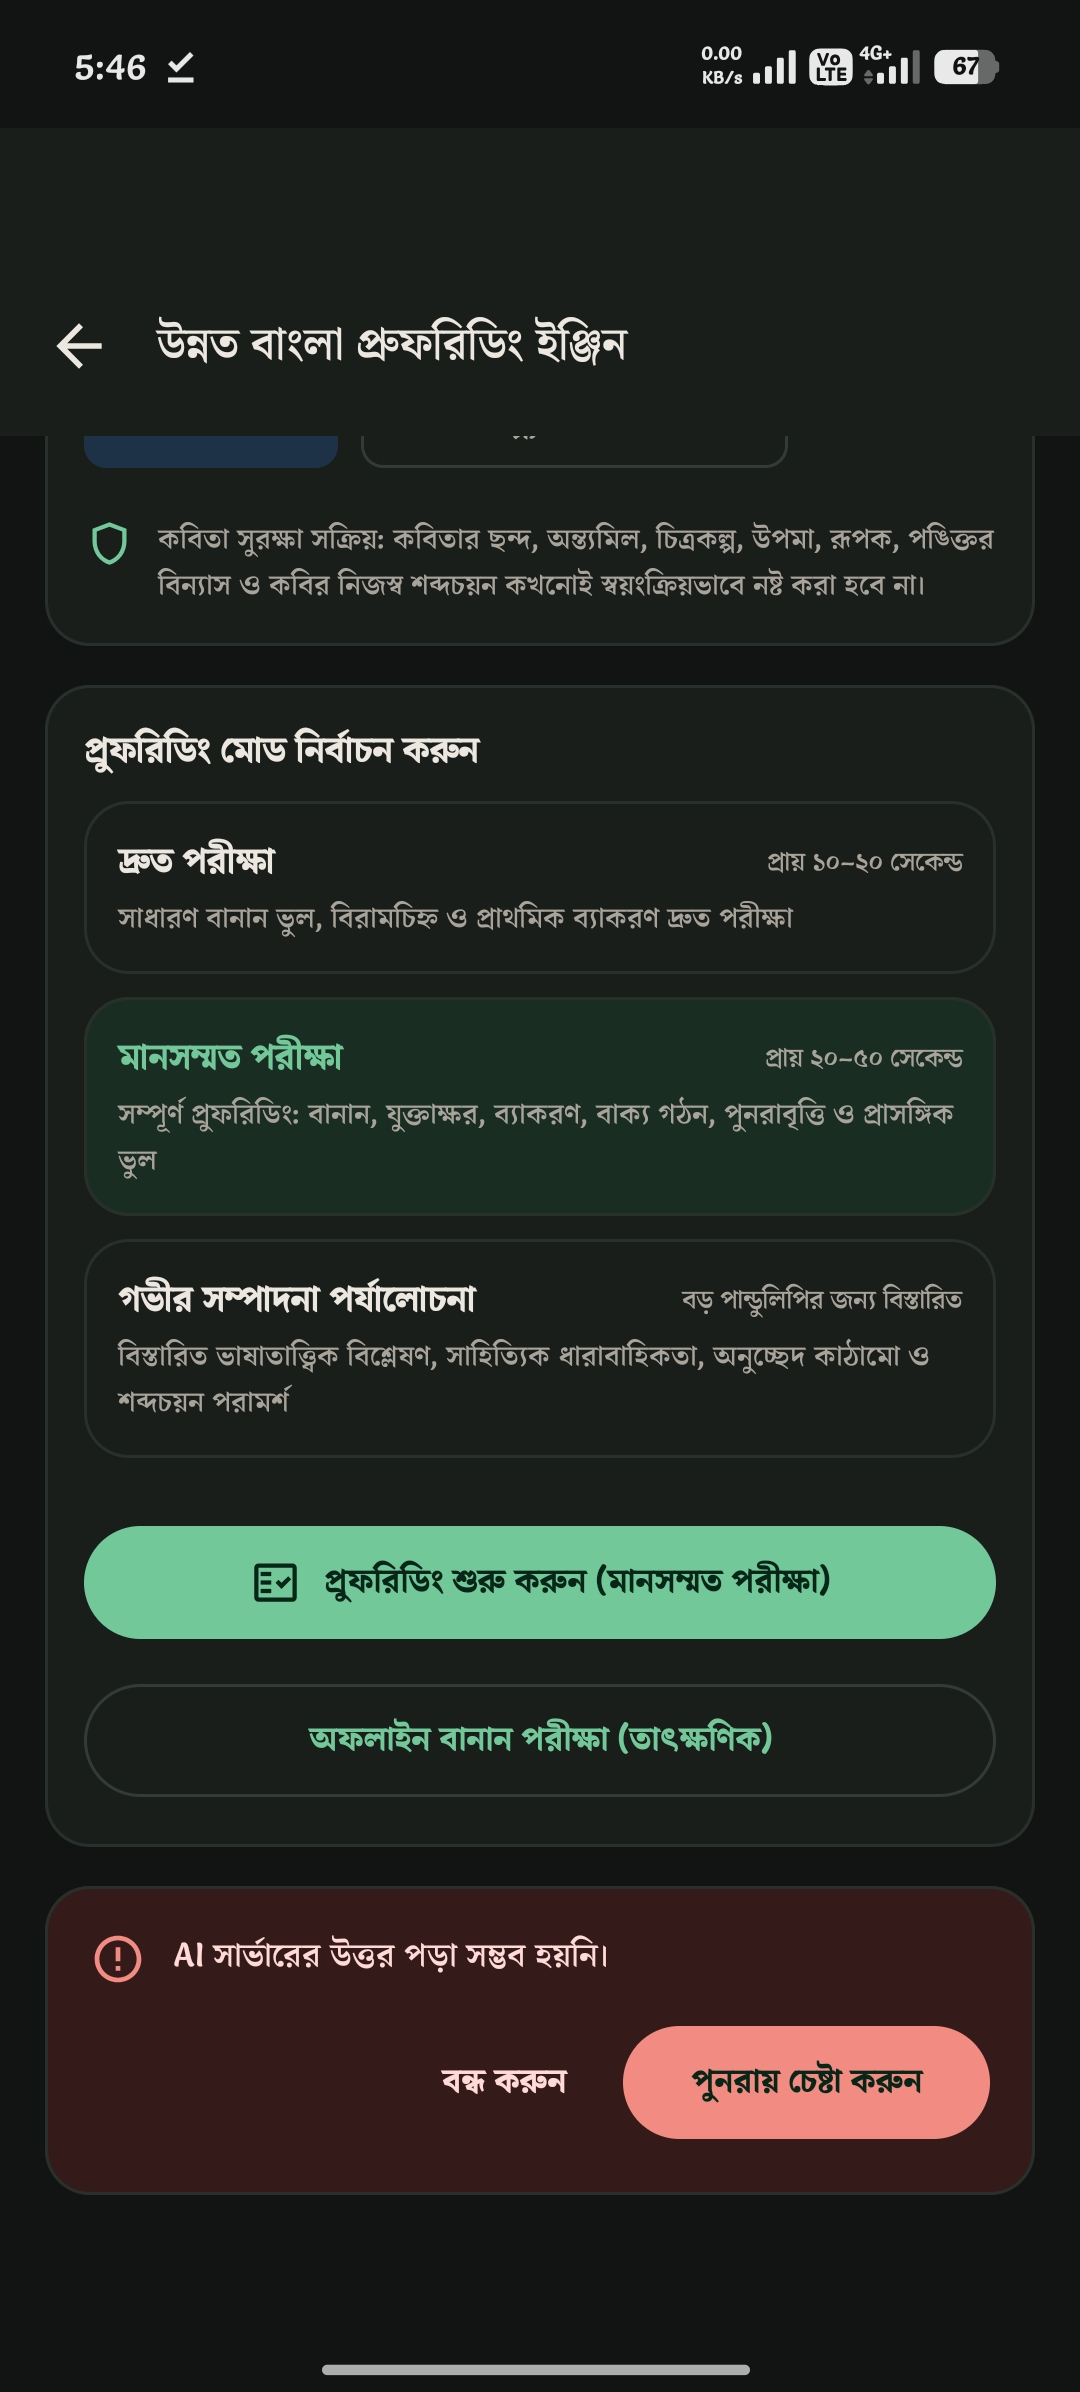 5:46
0.00
KB/s
Vo
LTE
4G+
67
উন্নত বাংলা প্রুফরিডিং ইঞ্জিন
কবিতা সুরক্ষা সক্রিয়: কবিতার ছন্দ, অন্ত্যমিল, চিত্রকল্প, উপমা, রূপক, পঙ্ক্তির
বিন্যাস ও কবির নিজস্ব শব্দচয়ন কখনোই স্বয়ংক্রিয়ভাবে নষ্ট করা হবে না।
প্রুফরিডিং মোড নির্বাচন করুন
দ্রুত পরীক্ষা
প্রায় ১০–২০ সেকেন্ড
সাধারণ বানান ভুল, বিরামচিহ্ন ও প্রাথমিক ব্যাকরণ দ্রুত পরীক্ষা
মানসম্মত পরীক্ষা
প্রায় ২০–৫০ সেকেন্ড
সম্পূর্ণ প্রুফরিডিং: বানান, যুক্তাক্ষর, ব্যাকরণ, বাক্য গঠন, পুনরাবৃত্তি ও প্রাসঙ্গিক
ভুল
গভীর সম্পাদনা পর্যালোচনা
বড় পান্ডুলিপির জন্য বিস্তারিত
বিস্তারিত ভাষাতাত্ত্বিক বিশ্লেষণ, সাহিত্যিক ধারাবাহিকতা, অনুচ্ছেদ কাঠামো ও
শব্দচয়ন পরামর্শ
প্রুফরিডিং শুরু করুন (মানসম্মত পরীক্ষা)
অফলাইন বানান পরীক্ষা (তাৎক্ষণিক)
AI সার্ভারের উত্তর পড়া সম্ভব হয়নি।
বন্ধ করুন
পুনরায় চেষ্টা করুন